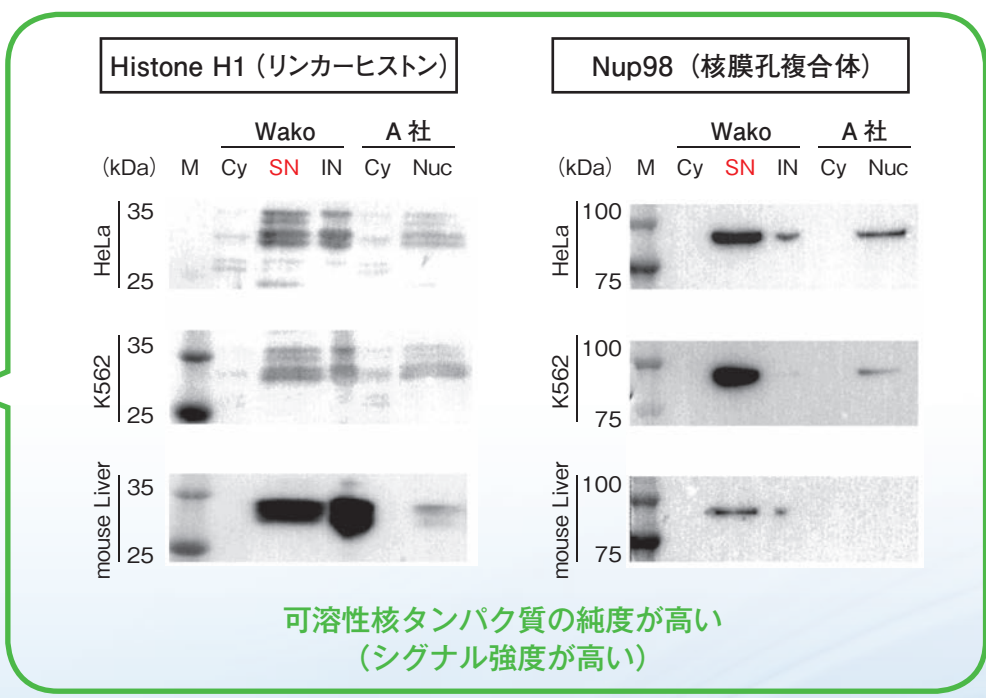 Histone H1（リンカーヒストン）
Wako A 社
(kDa) M Cy SN IN Cy Nuc
HeLa 35
25
K562 35
25
mouse Liver 35
25
Nup98（核膜孔複合体）
Wako A 社
(kDa) M Cy SN IN Cy Nuc
HeLa 100
75
K562 100
75
mouse Liver 100
75
可溶性核タンパク質の純度が高い
（シグナル強度が高い）